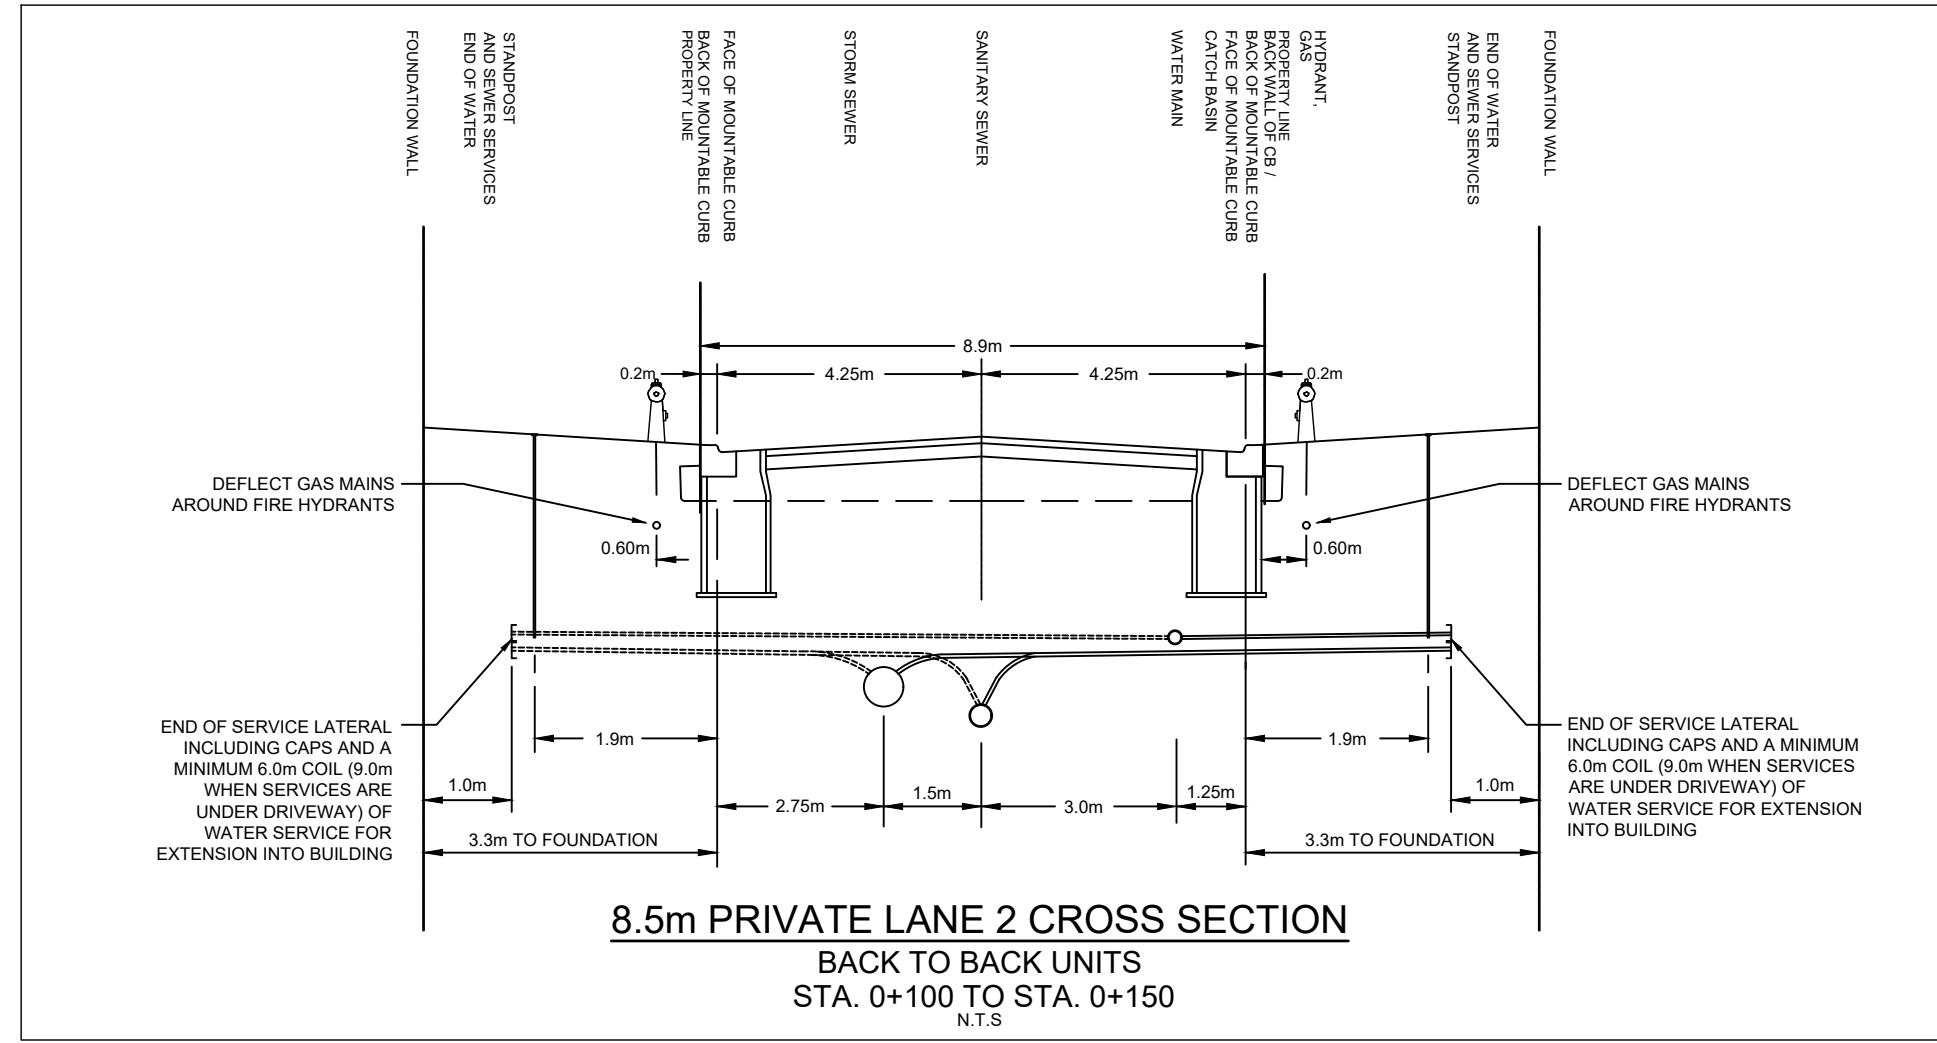 FOUNDATION WALL
STANDPOST
AND SEWER SERVICES
END OF WATER
FACE OF MOUNTABLE CURB
BACK OF MOUNTABLE CURB
PROPERTY LINE
STORM SEWER
SANITARY SEWER
WATER MAIN
HYDRANT,
GAS
PROPERTY LINE
BACK WALL OF CB /
BACK OF MOUNTABLE CURB
FACE OF MOUNTABLE CURB
CATCH BASIN
END OF WATER
AND SEWER SERVICES
STANDPOST
FOUNDATION WALL
8.9m
0.2m
4.25m
4.25m
0.2m
DEFLECT GAS MAINS
AROUND FIRE HYDRANTS
DEFLECT GAS MAINS
AROUND FIRE HYDRANTS
0.60m
0.60m
END OF SERVICE LATERAL
INCLUDING CAPS AND A
MINIMUM 6.0m COIL (9.0m
WHEN SERVICES ARE
UNDER DRIVEWAY) OF
WATER SERVICE FOR
EXTENSION INTO BUILDING
1.9m
1.0m
2.75m
1.5m
3.0m
1.25m
1.9m
1.0m
END OF SERVICE LATERAL
INCLUDING CAPS AND A MINIMUM
6.0m COIL (9.0m WHEN SERVICES
ARE UNDER DRIVEWAY) OF
WATER SERVICE FOR EXTENSION
INTO BUILDING
3.3m TO FOUNDATION
3.3m TO FOUNDATION
8.5m PRIVATE LANE 2 CROSS SECTION
BACK TO BACK UNITS
STA. 0+100 TO STA. 0+150
N.T.S